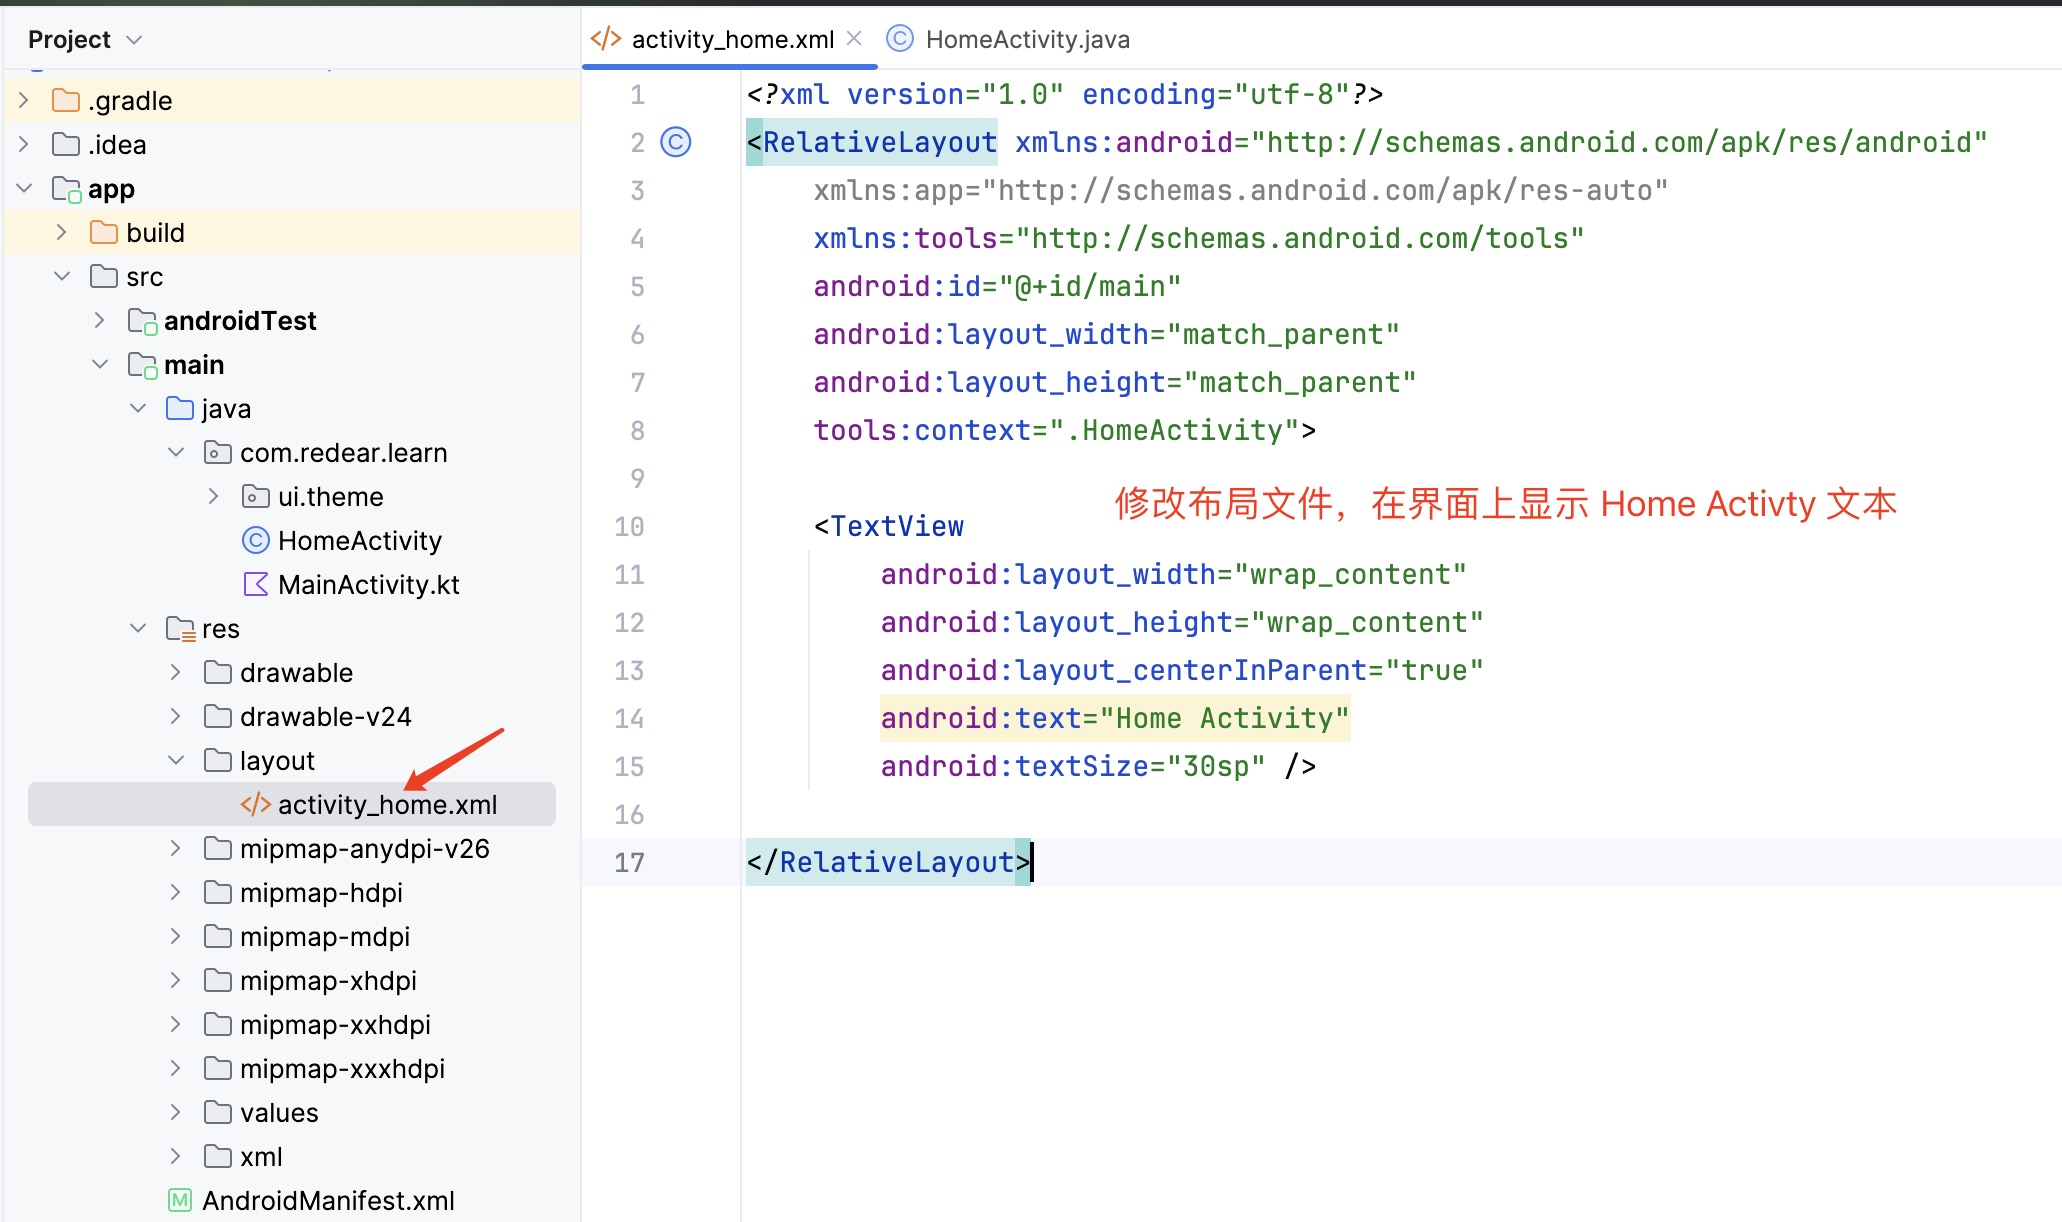 Project
.gradle
.idea
app
build
src
androidTest
main
java
com.redear.learn
ui.theme
HomeActivity
MainActivity.kt
res
drawable
drawable-v24
layout
activity_home.xml
mipmap-anydpi-v26
mipmap-hdpi
mipmap-mdpi
mipmap-xhdpi
mipmap-xxhdpi
mipmap-xxxhdpi
values
xml
AndroidManifest.xml
activity_home.xml
HomeActivity.java
1 <?xml version="1.0" encoding="utf-8"?>
2 <RelativeLayout xmlns:android="http://schemas.android.com/apk/res/android"
3 xmlns:app="http://schemas.android.com/apk/res-auto"
4 xmlns:tools="http://schemas.android.com/tools"
5 android:id="@+id/main"
6 android:layout_width="match_parent"
7 android:layout_height="match_parent"
8 tools:context=".HomeActivity">
9
修改布局文件，在界面上显示 Home Activty 文本
10 <TextView
11 android:layout_width="wrap_content"
12 android:layout_height="wrap_content"
13 android:layout_centerInParent="true"
14 android:text="Home Activity"
15 android:textSize="30sp" />
16
17 </RelativeLayout>